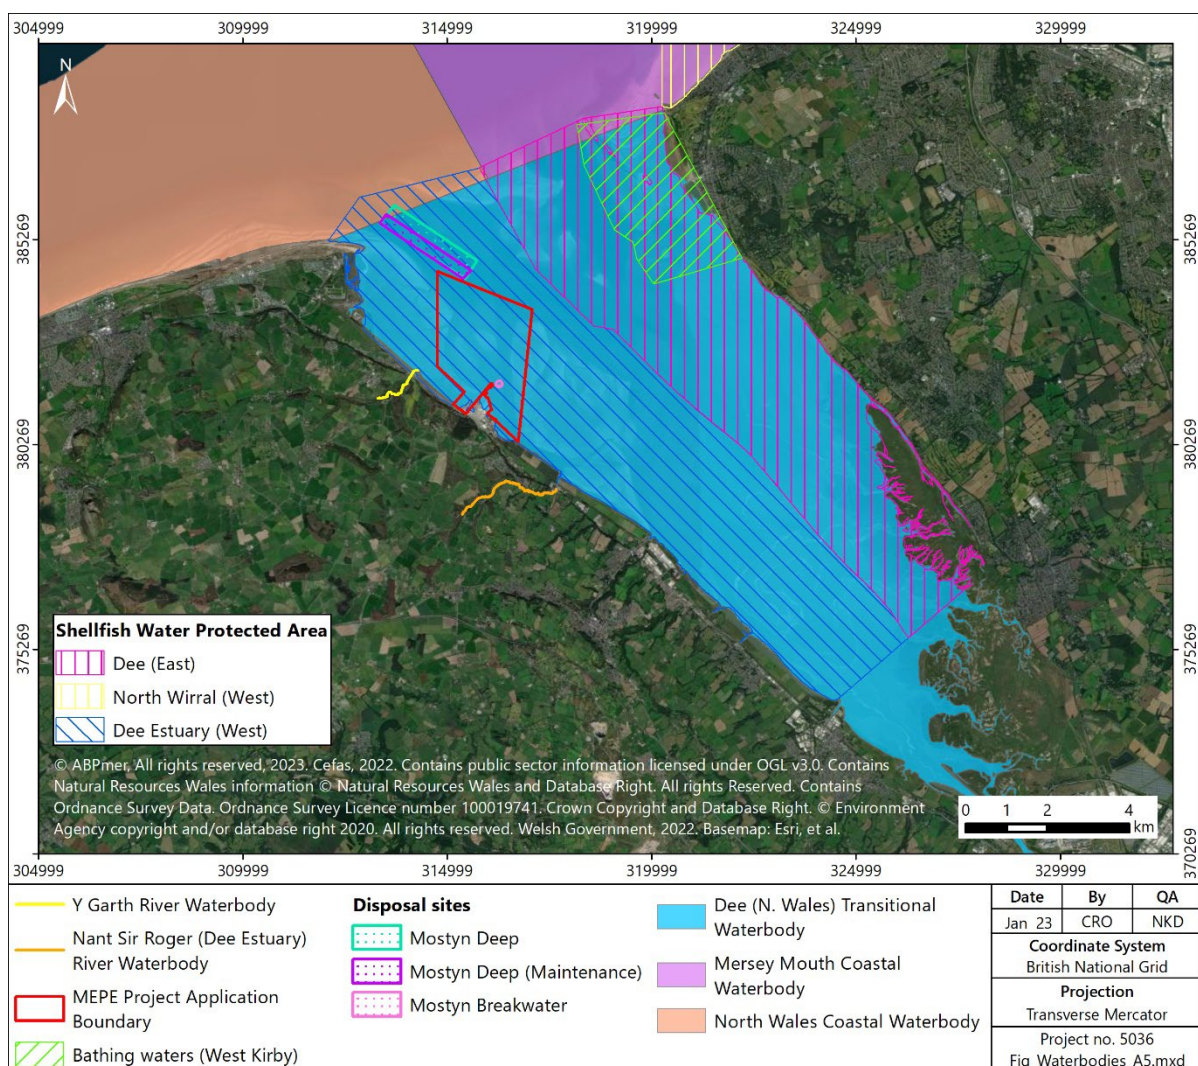 304999 309999 314999 319999 324999 329999
N
385269 385269
380269 380269
375269 375269
370269
Shellfish Water Protected Area
Dee (East)
North Wirral (West)
Dee Estuary (West)
© ABPmer, All rights reserved, 2023. Cefas, 2022. Contains public sector information licensed under OGL v3.0. Contains
Natural Resources Wales information © Natural Resources Wales and Database Right. All rights Reserved. Contains
Ordnance Survey Data. Ordnance Survey Licence number 100019741. Crown Copyright and Database Right. © Environment
Agency copyright and/or database right 2020. All rights reserved. Welsh Government, 2022. Basemap: Esri, et al.
0 1 2 4
km
304999 309999 314999 319999 324999 329999
Y Garth River Waterbody
Nant Sir Roger (Dee Estuary)
River Waterbody
MEPE Project Application
Boundary
Bathing waters (West Kirby)
Disposal sites
Mostyn Deep
Mostyn Deep (Maintenance)
Mostyn Breakwater
Dee (N. Wales) Transitional
Waterbody
Mersey Mouth Coastal
Waterbody
North Wales Coastal Waterbody
Date By QA
Jan 23 CRO NKD
Coordinate System
British National Grid
Projection
Transverse Mercator
Project no. 5036
Fig_Waterbodies_A5.mxd